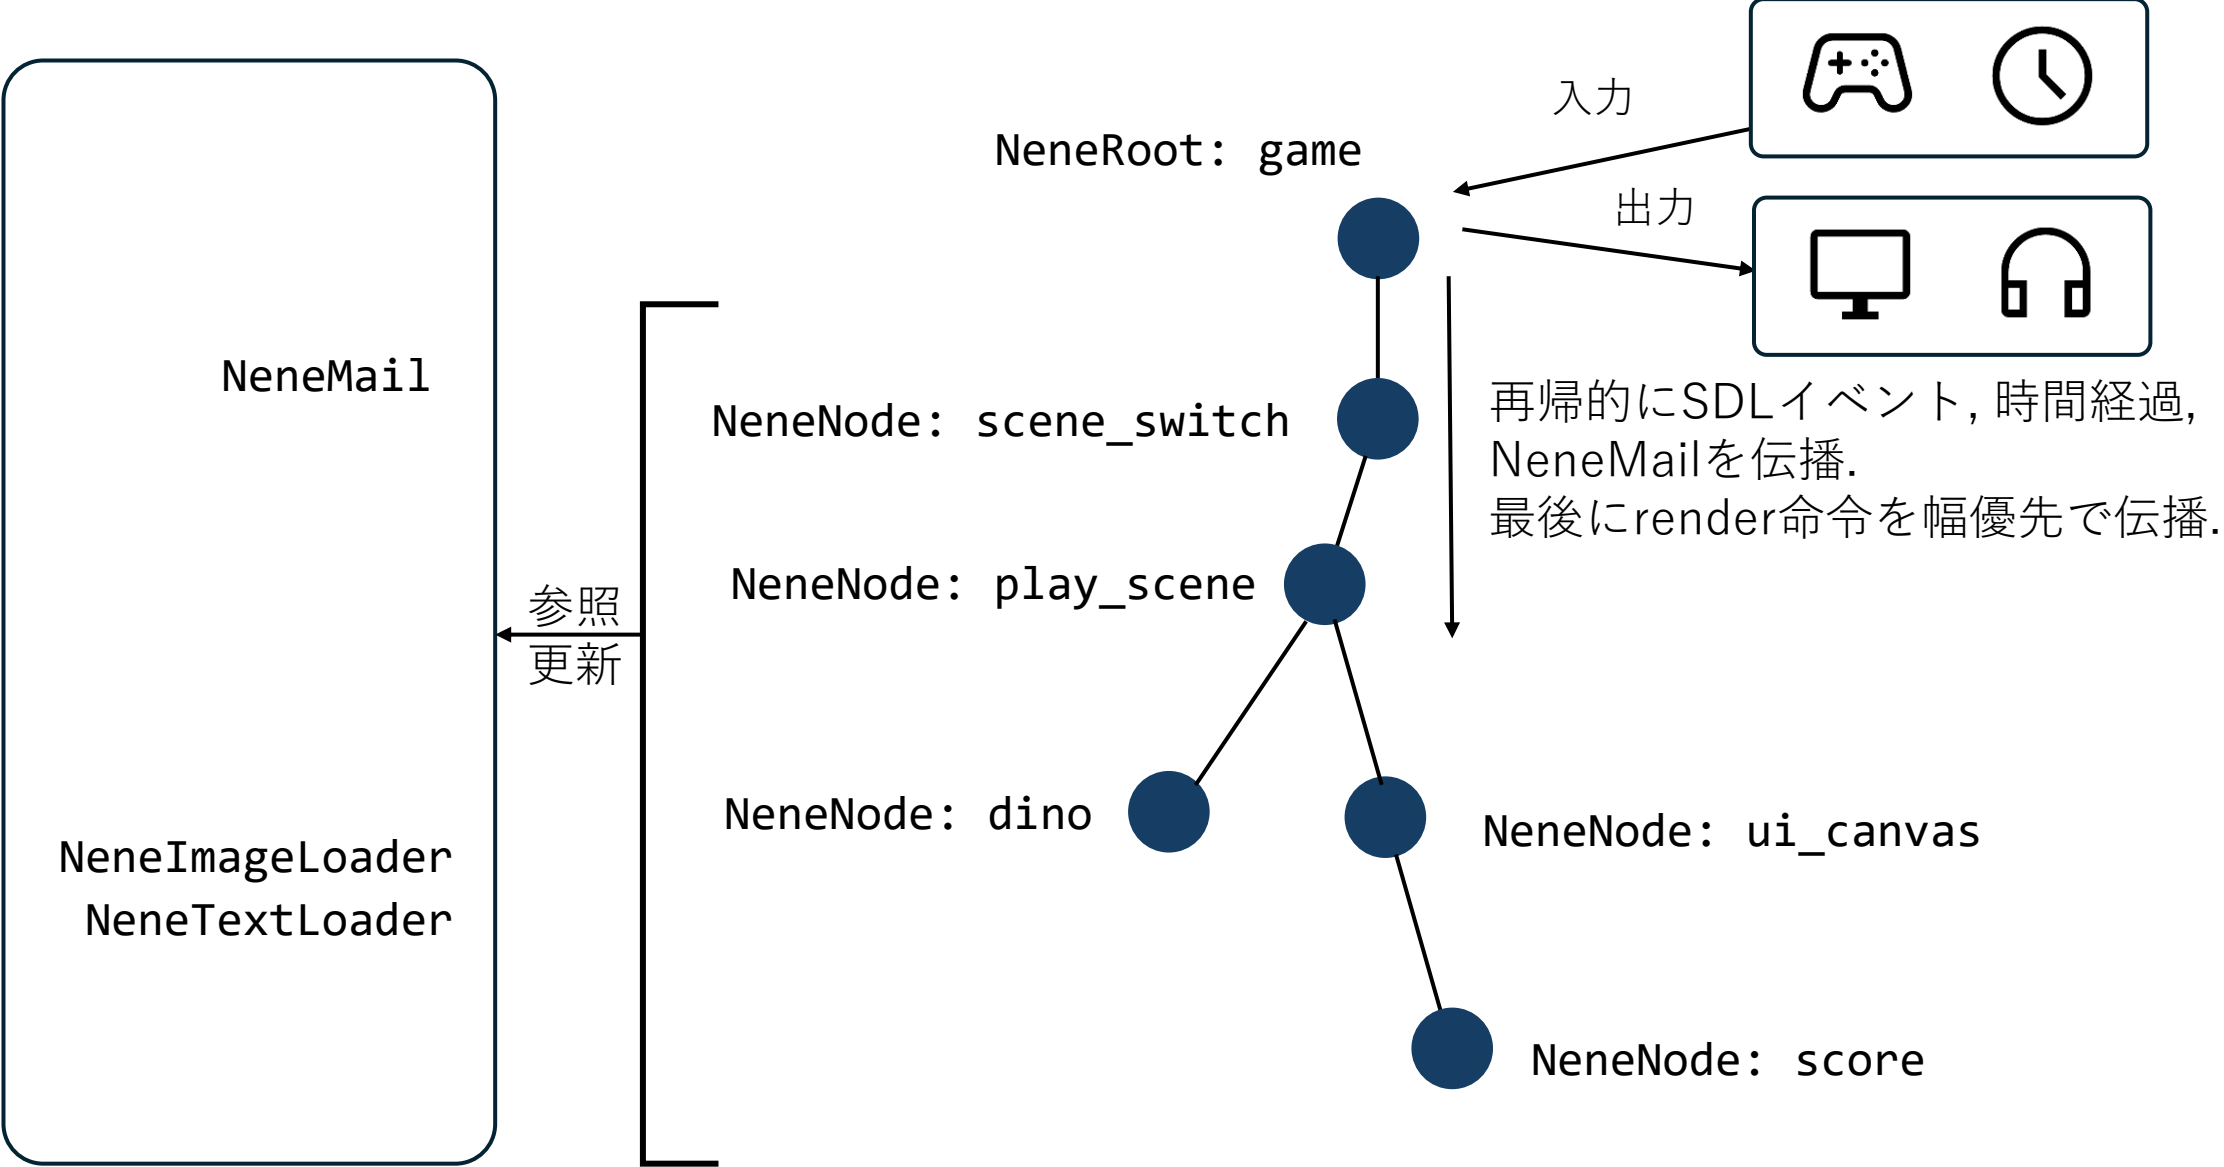 入力
NeneRoot: game
出力
NeneMail
NeneNode: scene_switch
再帰的にSDLイベント, 時間経過,
NeneMailを伝播.
最後にrender命令を幅優先で伝播.
NeneNode: play_scene
参照
更新
NeneNode: dino
NeneNode: ui_canvas
NeneImageLoader
NeneTextLoader
NeneNode: score